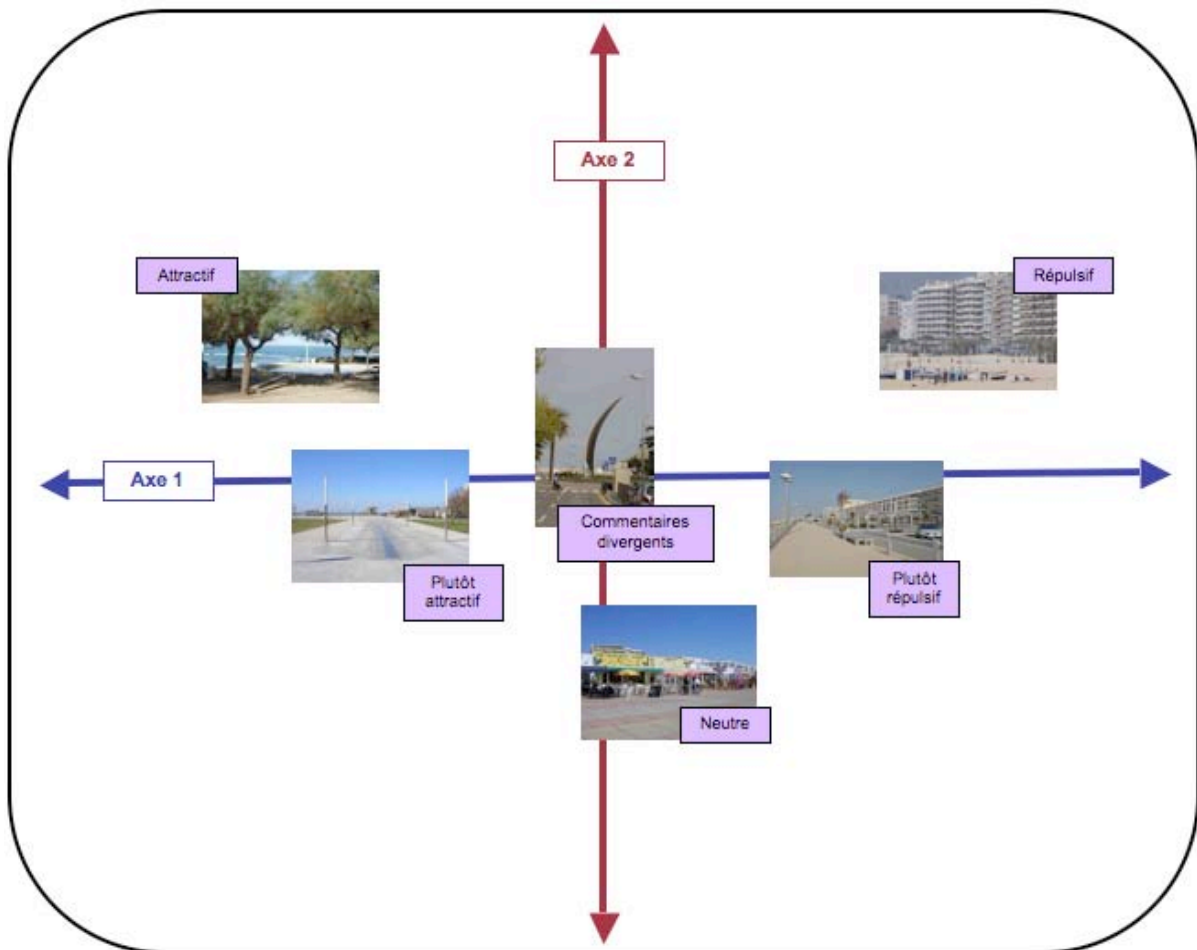 Axe 2
Attractif
Répulsif
Axe 1
Commentaires
divergents
Plutôt
attractif
Plutôt
répulsif
Neutre